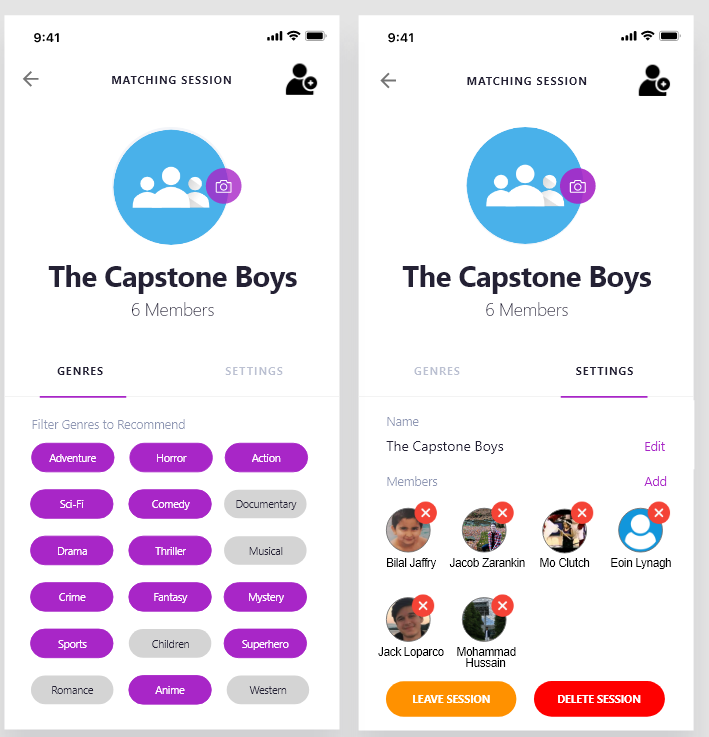 9:41
MATCHING SESSION
The Capstone Boys
6 Members
GENRES SETTINGS
Filter Genres to Recommend
Adventure Horror Action
Sci-Fi Comedy Documentary
Drama Thriller Musical
Crime Fantasy Mystery
Sports Children Superhero
Romance Anime Western
9:41
MATCHING SESSION
The Capstone Boys
6 Members
GENRES SETTINGS
Name
The Capstone Boys Edit
Members Add
Bilal Jaffry Jacob Zarankin Mo Clutch Eoin Lynagh
Jack Loparco Mohammad
Hussain
LEAVE SESSION DELETE SESSION